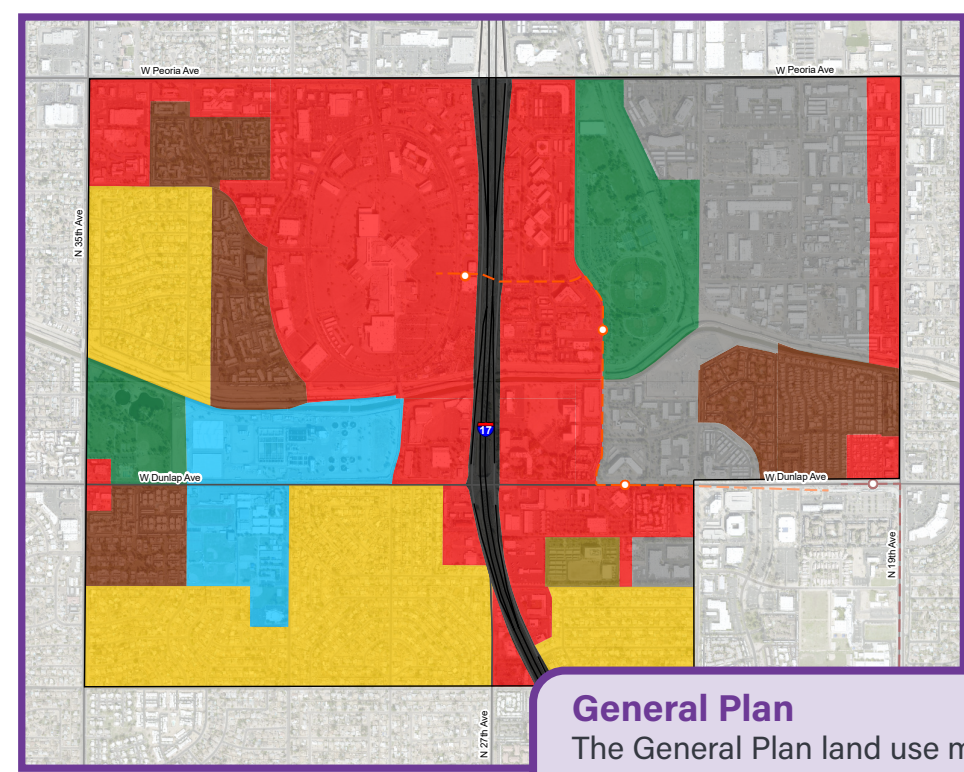 W Peoria Ave
W Peoria Ave
N 35th Ave
17
W Dunlap Ave
W Dunlap Ave
N 19th Ave
N 27th Ave
General Plan
The General Plan land use m